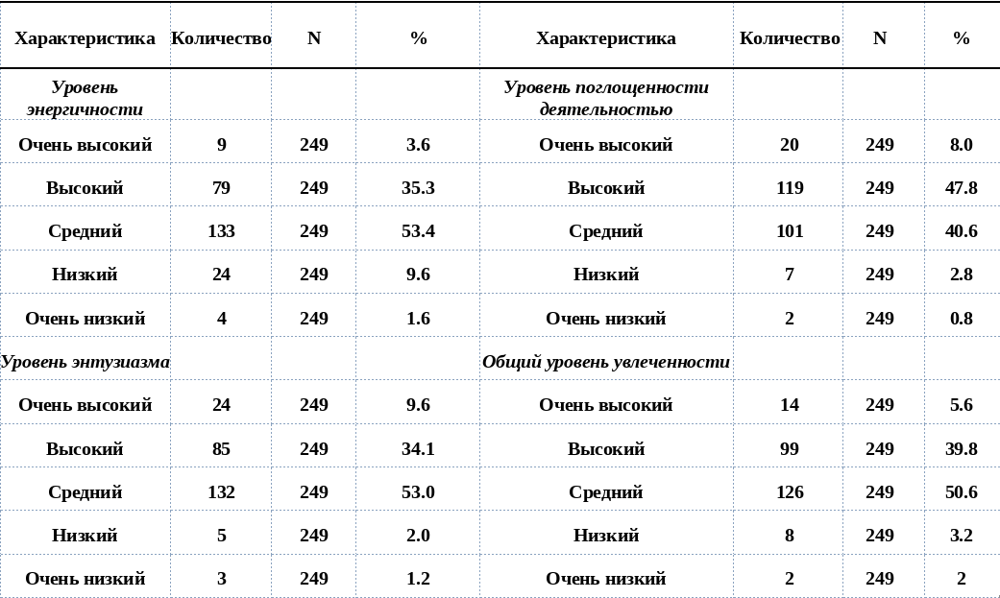 Характеристика Количество N % Характеристика Количество N %
Уровень Уровень поглощенности
энергичности деятельностью
Очень высокий 9 249 3.6 Очень высокий 20 249 8.0
Высокий 79 249 35.3 Высокий 119 249 47.8
Средний 133 249 53.4 Средний 101 249 40.6
Низкий 24 249 9.6 Низкий 7 249 2.8
Очень низкий 4 249 1.6 Очень низкий 2 249 0.8
Уровень энтузиазма Общий уровень увлеченности
Очень высокий 24 249 9.6 Очень высокий 14 249 5.6
Высокий 85 249 34.1 Высокий 99 249 39.8
Средний 132 249 53.0 Средний 126 249 50.6
Низкий 5 249 2.0 Низкий 8 249 3.2
Очень низкий 3 249 1.2 Очень низкий 2 249 2